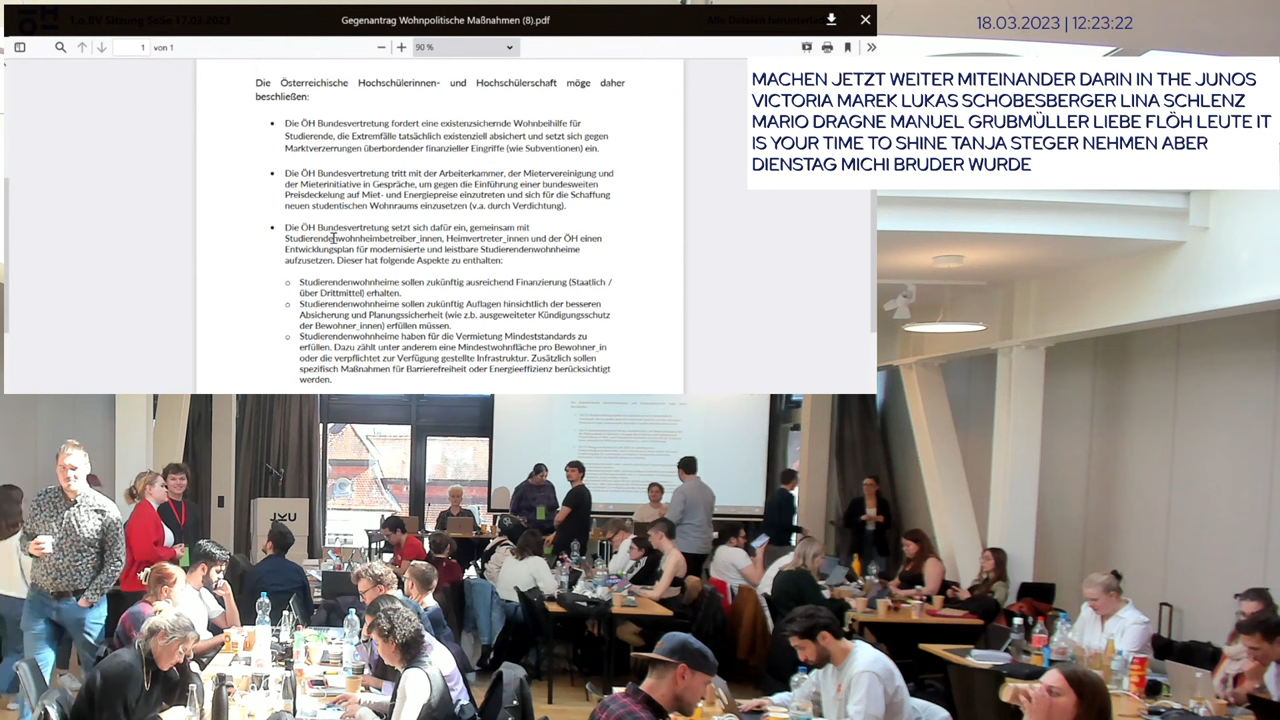 1.o.BV Sitzung SoSe 17.03.2023
Gegenantrag Wohnpolitische Maßnahmen (8).pdf
Alle Dateien herunterladen
18.03.2023 | 12:23:22
1 von 1
90 %
Die Österreichische Hochschülerinnen- und Hochschülerschaft möge daher
beschließen:
Die ÖH Bundesvertretung fordert eine existenzsichernde Wohnbeihilfe für
Studierende, die Extremfälle tatsächlich existenziell absichert und setzt sich gegen
Marktverzerrungen überbordender finanzieller Eingriffe (wie Subventionen) ein.
Die ÖH Bundesvertretung tritt mit der Arbeiterkammer, der Mietervereinigung und
der Mieterinitiative in Gespräche, um gegen die Einführung einer bundesweiten
Preisdeckelung auf Miet- und Energiepreise einzutreten und sich für die Schaffung
neuen studentischen Wohnraums einzusetzen (v.a. durch Verdichtung).
Die ÖH Bundesvertretung setzt sich dafür ein, gemeinsam mit
Studierendenwohnheimbetreiber_innen, Heimvertreter_innen und der ÖH einen
Entwicklungsplan für modernisierte und leistbare Studierendenwohnheime
aufzusetzen. Dieser hat folgende Aspekte zu enthalten:
Studierendenwohnheime sollen zukünftig ausreichend Finanzierung (Staatlich /
über Drittmittel) erhalten.
Studierendenwohnheime sollen zukünftig Auflagen hinsichtlich der besseren
Absicherung und Planungssicherheit (wie z.b. ausgeweiteter Kündigungsschutz
der Bewohner_innen) erfüllen müssen.
Studierendenwohnheime haben für die Vermietung Mindeststandards zu
erfüllen. Dazu zählt unter anderem eine Mindestwohnfläche pro Bewohner_in
oder die verpflichtet zur Verfügung gestellte Infrastruktur. Zusätzlich sollen
spezifisch Maßnahmen für Barrierefreiheit oder Energieeffizienz berücksichtigt
werden.
MACHEN JETZT WEITER MITEINANDER DARIN IN THE JUNOS
VICTORIA MAREK LUKAS SCHOBESBERGER LINA SCHLENZ
MARIO DRAGNE MANUEL GRUBMÜLLER LIEBE FLÖH LEUTE IT
IS YOUR TIME TO SHINE TANJA STEGER NEHMEN ABER
DIENSTAG MICHI BRUDER WURDE
JKU